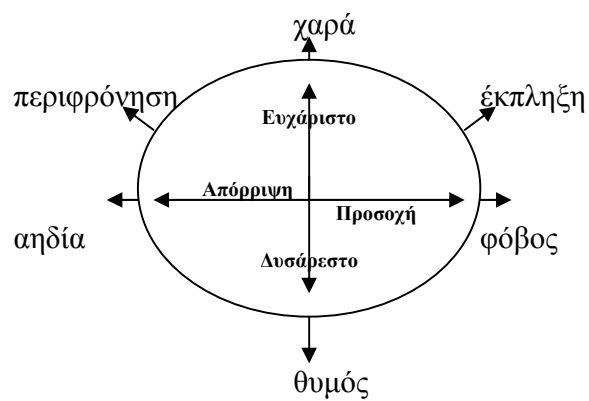 χαρά
περιφρόνηση
έκπληξη
Ευχάριστο
Απόρριψη
Προσοχή
αηδία
φόβος
Δυσάρεστο
θυμός